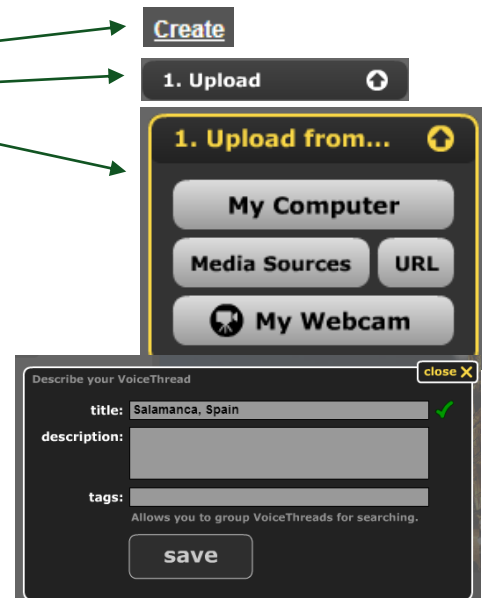 Create
1. Upload
1. Upload from...
My Computer
Media Sources URL
My Webcam
close X
Describe your VoiceThread
title: Salamanca, Spain
description:
tags:
Allows you to group VoiceThreads for searching.
save